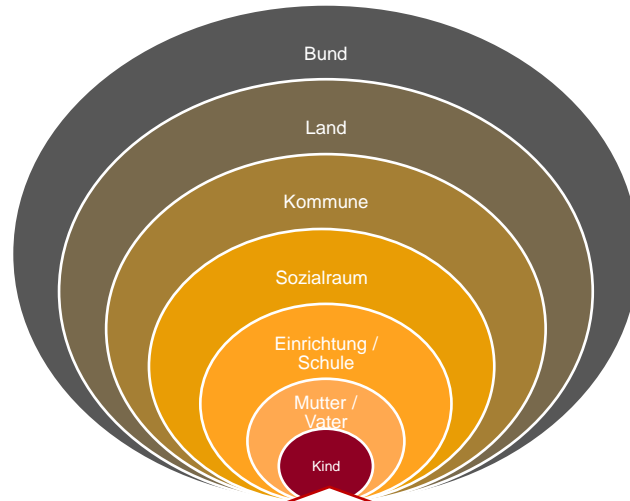 Bund
Land
Kommune
Sozialraum
Einrichtung /
Schule
Mutter /
Vater
Kind